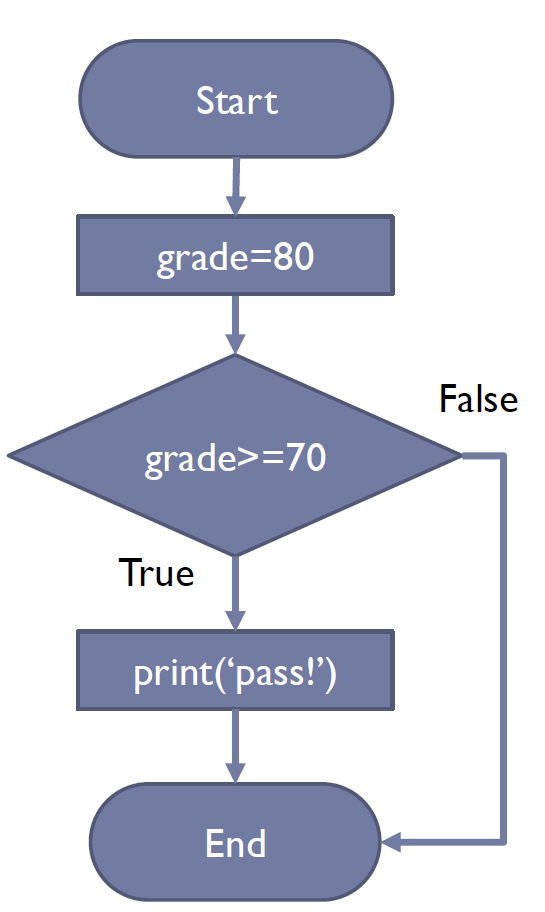 Start
grade=80
False
grade>=70
True
print(‘pass!’)
End